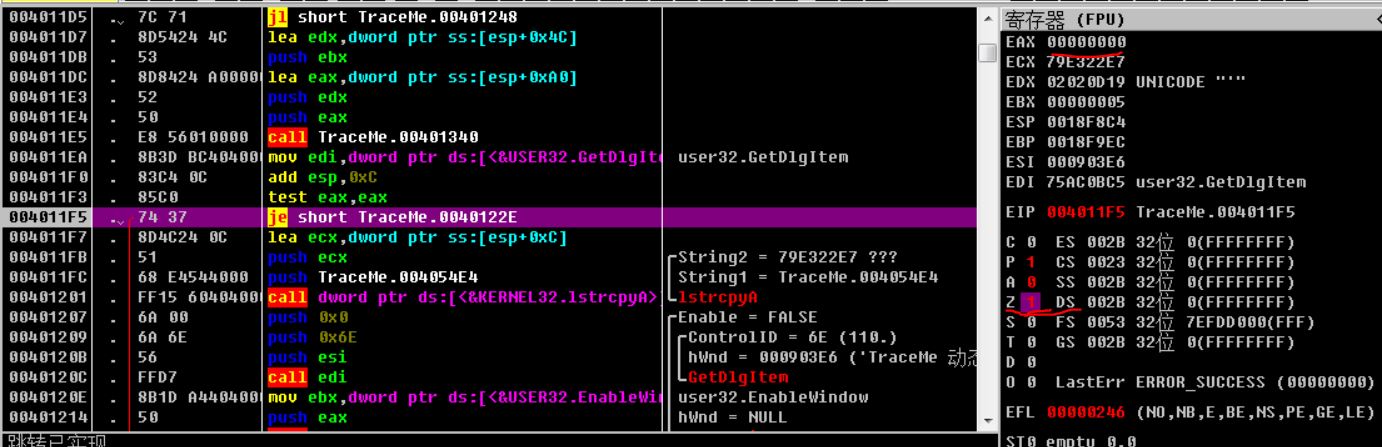 004011D5 .⌄ 7C 71 jl short TraceMe.00401248
004011D7 . 8D5424 4C lea edx,dword ptr ss:[esp+0x4C]
004011DB . 53 push ebx
004011DC . 8D8424 A0000 lea eax,dword ptr ss:[esp+0xA0]
004011E3 . 52 push edx
004011E4 . 50 push eax
004011E5 . E8 56010000 call TraceMe.00401340
004011EA . 8B3D BC40400 mov edi,dword ptr ds:[<&USER32.GetDlgIte user32.GetDlgItem
004011F0 . 83C4 0C add esp,0xC
004011F3 . 85C0 test eax,eax
004011F5 .⌄ 74 37 je short TraceMe.0040122E
004011F7 . 8D4C24 0C lea ecx,dword ptr ss:[esp+0xC]
004011FB . 51 push ecx String2 = 79E322E7 ???
004011FC . 68 E4544000 push TraceMe.004054E4 String1 = TraceMe.004054E4
00401201 . FF15 6040400 call dword ptr ds:[<&KERNEL32.lstrcpyA> lstrcpyA
00401207 . 6A 00 push 0x0 Enable = FALSE
00401209 . 6A 6E push 0x6E ControlID = 6E (110.)
0040120B . 56 push esi hWnd = 000903E6 ('TraceMe 动态
0040120C . FFD7 call edi GetDlgItem
0040120E . 8B1D A440400 mov ebx,dword ptr ds:[<&USER32.EnableWin user32.EnableWindow
00401214 . 50 push eax hWnd = NULL
跳转已实现
寄存器 (FPU) <
EAX 00000000
ECX 79E322E7
EDX 02020D19 UNICODE "'"
EBX 00000005
ESP 0018F8C4
EBP 0018F9EC
ESI 000903E6
EDI 75AC0BC5 user32.GetDlgItem
EIP 004011F5 TraceMe.004011F5
C 0 ES 002B 32位 0(FFFFFFFF)
P 1 CS 0023 32位 0(FFFFFFFF)
A 0 SS 002B 32位 0(FFFFFFFF)
Z 1 DS 002B 32位 0(FFFFFFFF)
S 0 FS 0053 32位 7EFDD000(FFF)
T 0 GS 002B 32位 0(FFFFFFFF)
D 0
O 0 LastErr ERROR_SUCCESS (00000000)
EFL 00000246 (NO,NB,E,BE,NS,PE,GE,LE)
ST0 empty 0.0